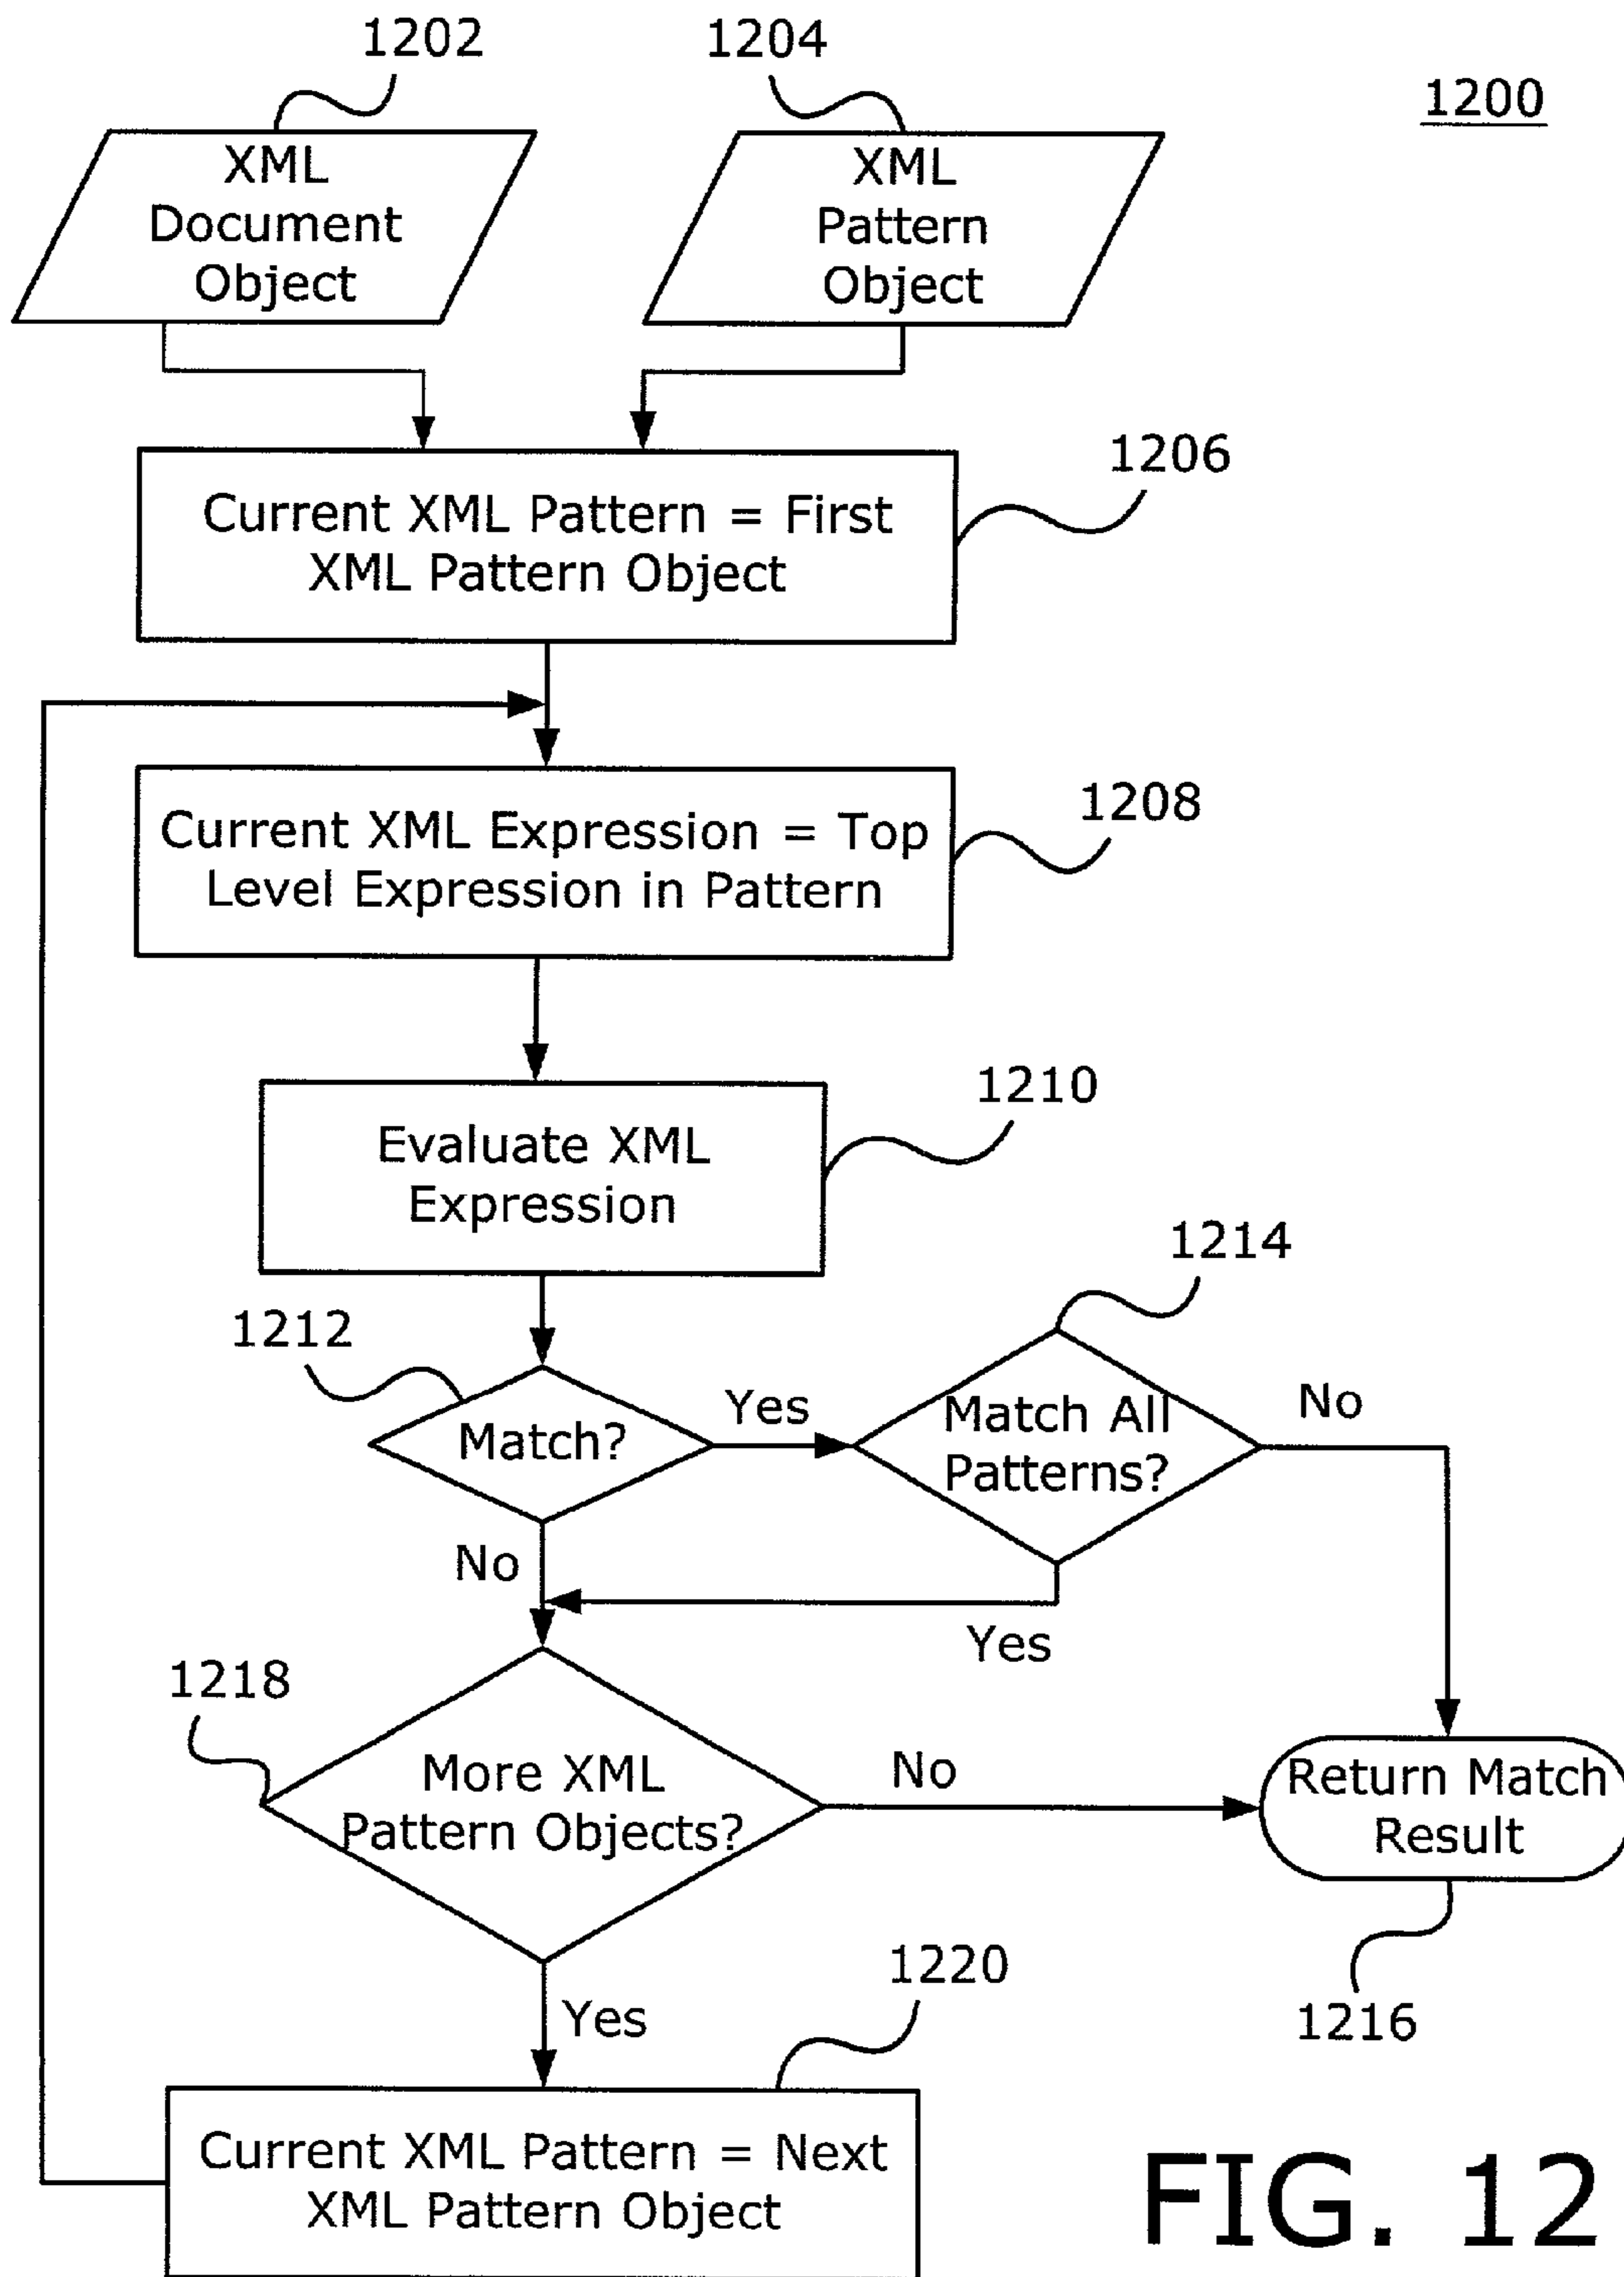 1202
1204
1200
XML
Document
Object
XML
Pattern
Object
1206
Current XML Pattern = First
XML Pattern Object
1208
Current XML Expression = Top
Level Expression in Pattern
1210
Evaluate XML
Expression
1214
1212
Match?
Yes
Match All
Patterns?
No
No
Yes
1218
More XML
Pattern Objects?
No
Return Match
Result
1216
Yes
1220
Current XML Pattern = Next
XML Pattern Object
FIG. 12